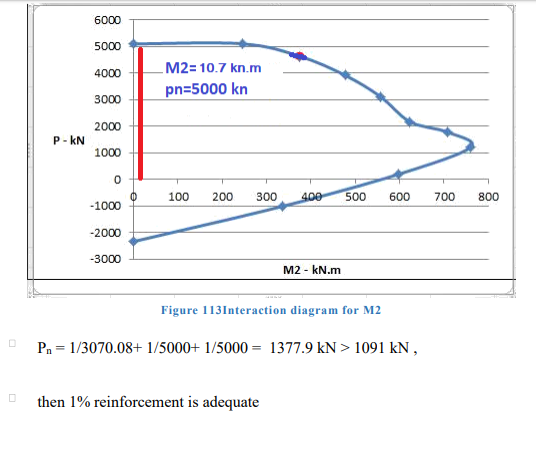 6000
5000
4000
3000
2000
1000
0
-1000
-2000
-3000
P - kN
M2= 10.7 kn.m
pn=5000 kn
0 100 200 300 400 500 600 700 800
M2 - kN.m
Figure 113Interaction diagram for M2
Pn = 1/3070.08+ 1/5000+ 1/5000 = 1377.9 kN > 1091 kN ,
then 1% reinforcement is adequate